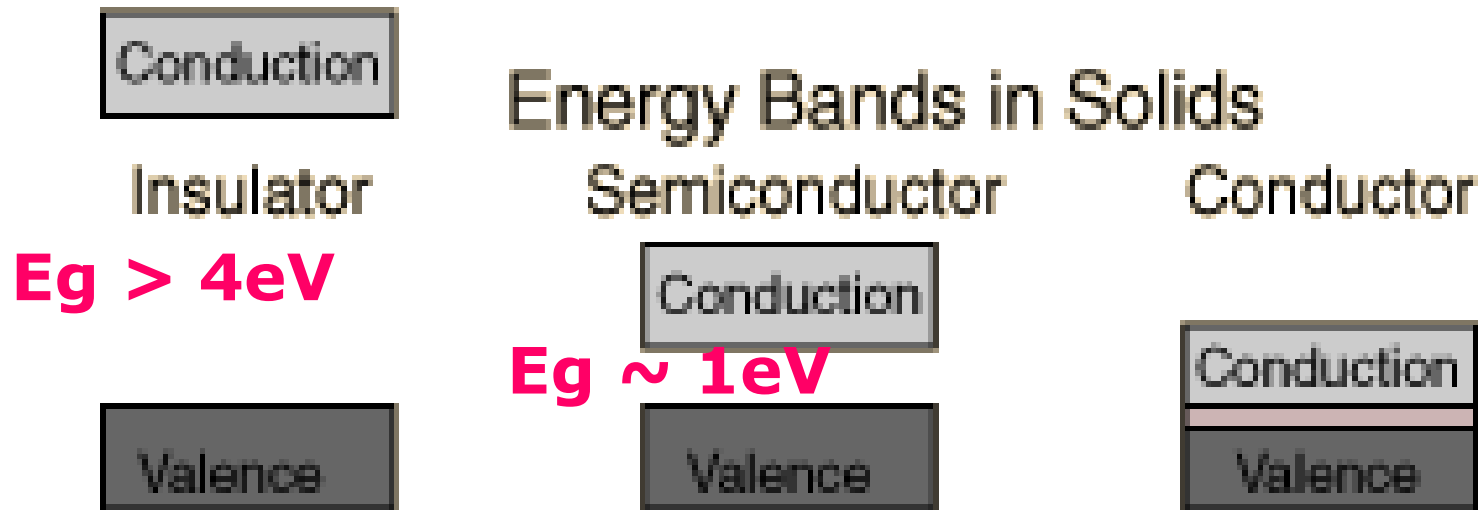 Conduction
Energy Bands in Solids
Insulator
Semiconductor
Conductor
Eg > 4eV
Conduction
Eg ~ 1eV
Conduction
Valence
Valence
Valence